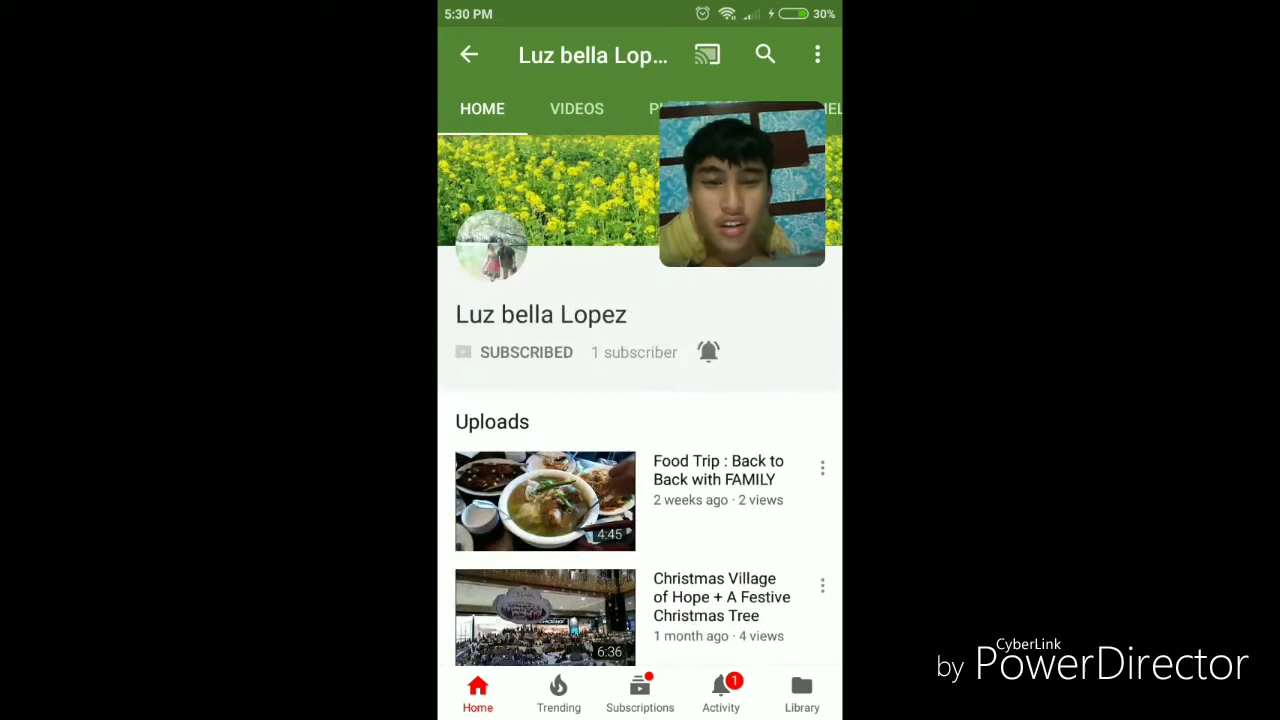 5:30 PM
30%
Luz bella Lop...
HOME VIDEOS
Luz bella Lopez
SUBSCRIBED 1 subscriber
Uploads
Food Trip : Back to
Back with FAMILY
2 weeks ago · 2 views
4:45
Christmas Village
of Hope + A Festive
Christmas Tree
1 month ago · 4 views
6:36
1
Home Trending Subscriptions Activity Library
CyberLink
by PowerDirector